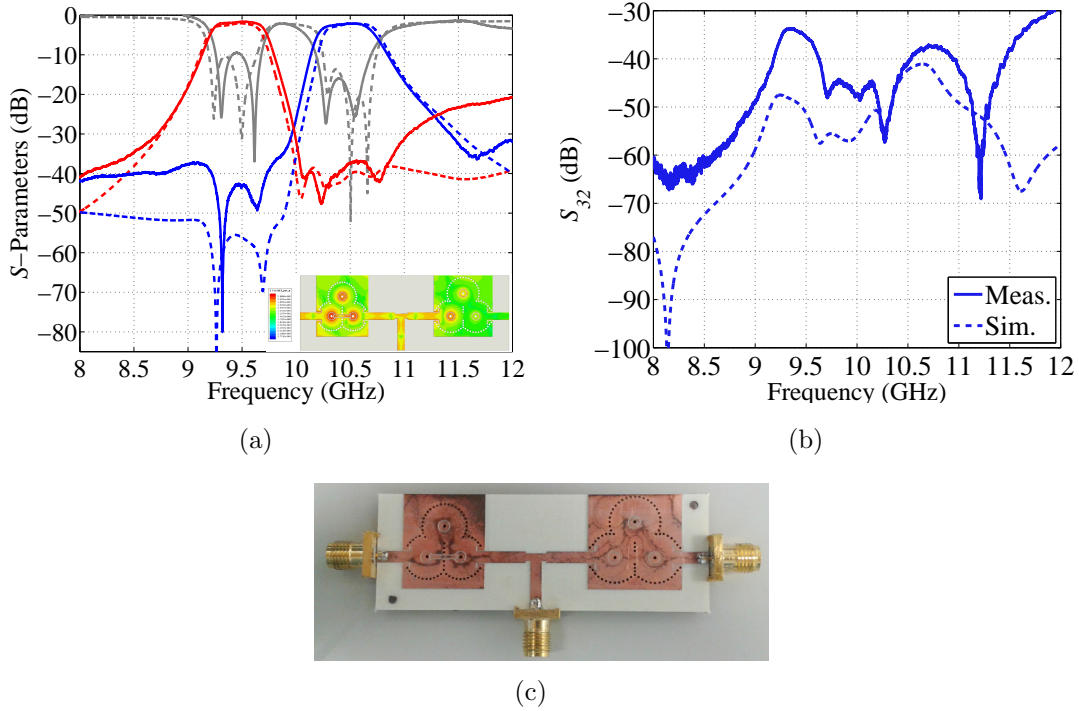 0
−10
−20
−30
−40
−50
−60
−70
−80
S−Parameters (dB)
8 8.5 9 9.5 10 10.5 11 11.5 12
Frequency (GHz)
(a)
−30
−40
−50
−60
−70
−80
−90
−100
S32 (dB)
8 8.5 9 9.5 10 10.5 11 11.5 12
Frequency (GHz)
Meas.
Sim.
(b)
(c)